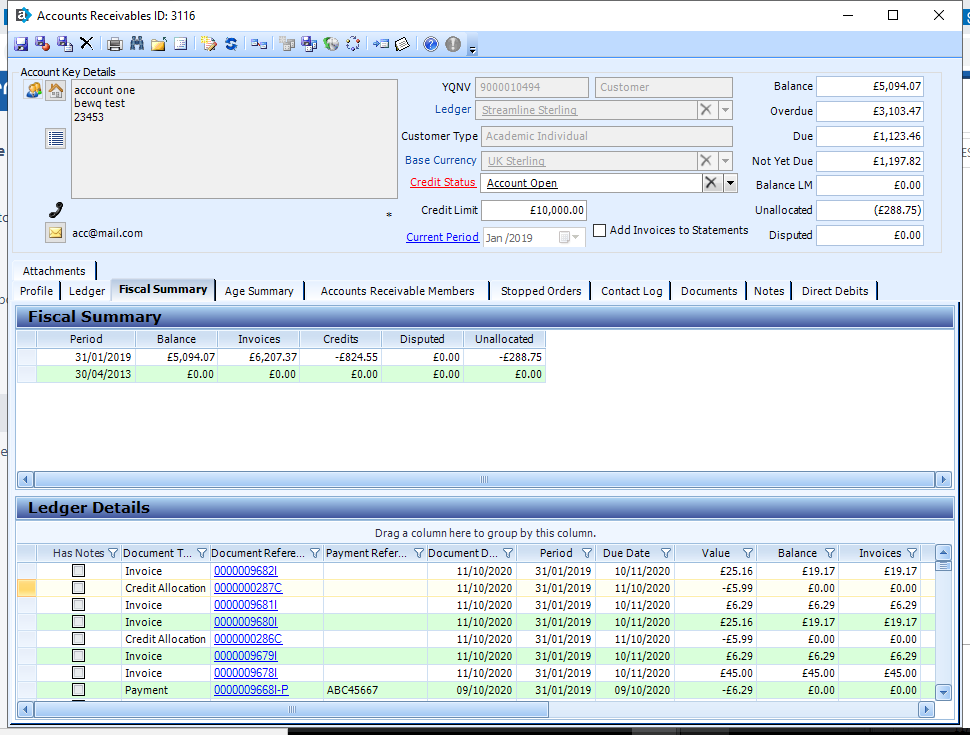 Accounts Receivables ID: 3116
Account Key Details
account one
bewq test
23453
acc@mail.com
*
YQNV 9000010494 Customer
Ledger Streamline Sterling
Customer Type Academic Individual
Base Currency UK Sterling
Credit Status Account Open
Credit Limit £10,000.00
Current Period Jan /2019
Add Invoices to Statements
Balance £5,094.07
Overdue £3,103.47
Due £1,123.46
Not Yet Due £1,197.82
Balance LM £0.00
Unallocated (£288.75)
Disputed £0.00
Attachments
Profile Ledger Fiscal Summary Age Summary Accounts Receivable Members Stopped Orders Contact Log Documents Notes Direct Debits
Fiscal Summary
Period Balance Invoices Credits Disputed Unallocated
31/01/2019 £5,094.07 £6,207.37 -£824.55 £0.00 -£288.75
30/04/2013 £0.00 £0.00 £0.00 £0.00 £0.00
Ledger Details
Drag a column here to group by this column.
Has Notes Document T... Document Refere... Payment Refer... Document D... Period Due Date Value Balance Invoices
Invoice 0000009682I 11/10/2020 31/01/2019 10/11/2020 £25.16 £19.17 £19.17
Credit Allocation 0000000287C 11/10/2020 31/01/2019 11/10/2020 -£5.99 £0.00 £0.00
Invoice 0000009681I 11/10/2020 31/01/2019 10/11/2020 £6.29 £6.29 £6.29
Invoice 0000009680I 11/10/2020 31/01/2019 10/11/2020 £25.16 £19.17 £19.17
Credit Allocation 0000000286C 11/10/2020 31/01/2019 11/10/2020 -£5.99 £0.00 £0.00
Invoice 0000009679I 11/10/2020 31/01/2019 10/11/2020 £6.29 £6.29 £6.29
Invoice 0000009678I 11/10/2020 31/01/2019 10/11/2020 £45.00 £45.00 £45.00
Payment 0000009668I-P ABC45667 09/10/2020 31/01/2019 09/10/2020 -£6.29 £0.00 £0.00